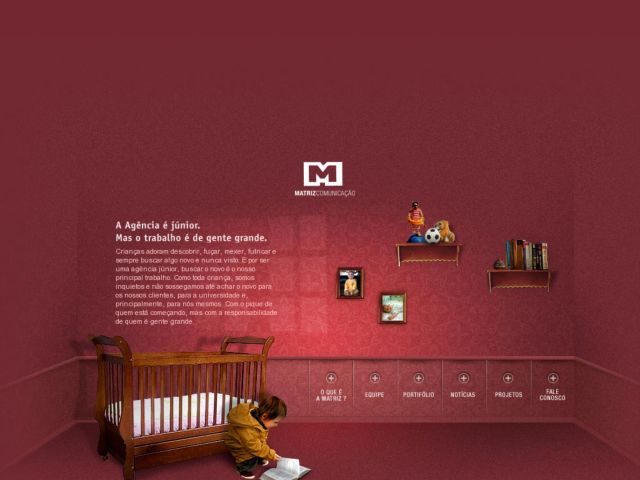 M
MATRIZCOMUNICAÇÃO
A Agência é júnior.
Mas o trabalho é de gente grande.
Crianças adoram descobrir, fuçar, mexer, futricar e
sempre buscar algo novo e nunca visto. E por ser
uma agência júnior, buscar o novo é o nosso
principal trabalho. Como toda criança, somos
inquietos e não sossegamos até achar o novo para
os nossos clientes, para a universidade e,
principalmente, para nós mesmos. Com o pique de
quem está começando, mas com a responsabilidade
de quem é gente grande.
O QUE É
A MATRIZ ?
EQUIPE
PORTIFÓLIO
NOTÍCIAS
PROJETOS
FALE
CONOSCO